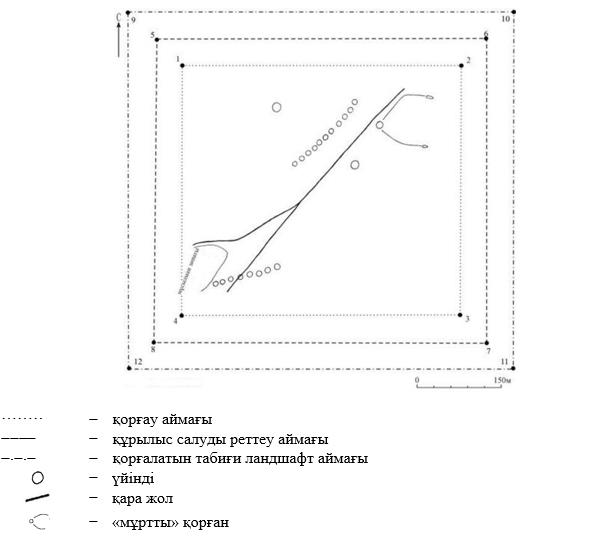 9
10
С
5
6
1
2
4
3
8
7
12
11
0 150м
– қорғау аймағы
– құрылыс салуды реттеу аймағы
– қорғалатын табиғи ландшафт аймағы
– үйінді
– қара жол
– «мұртты» қорған